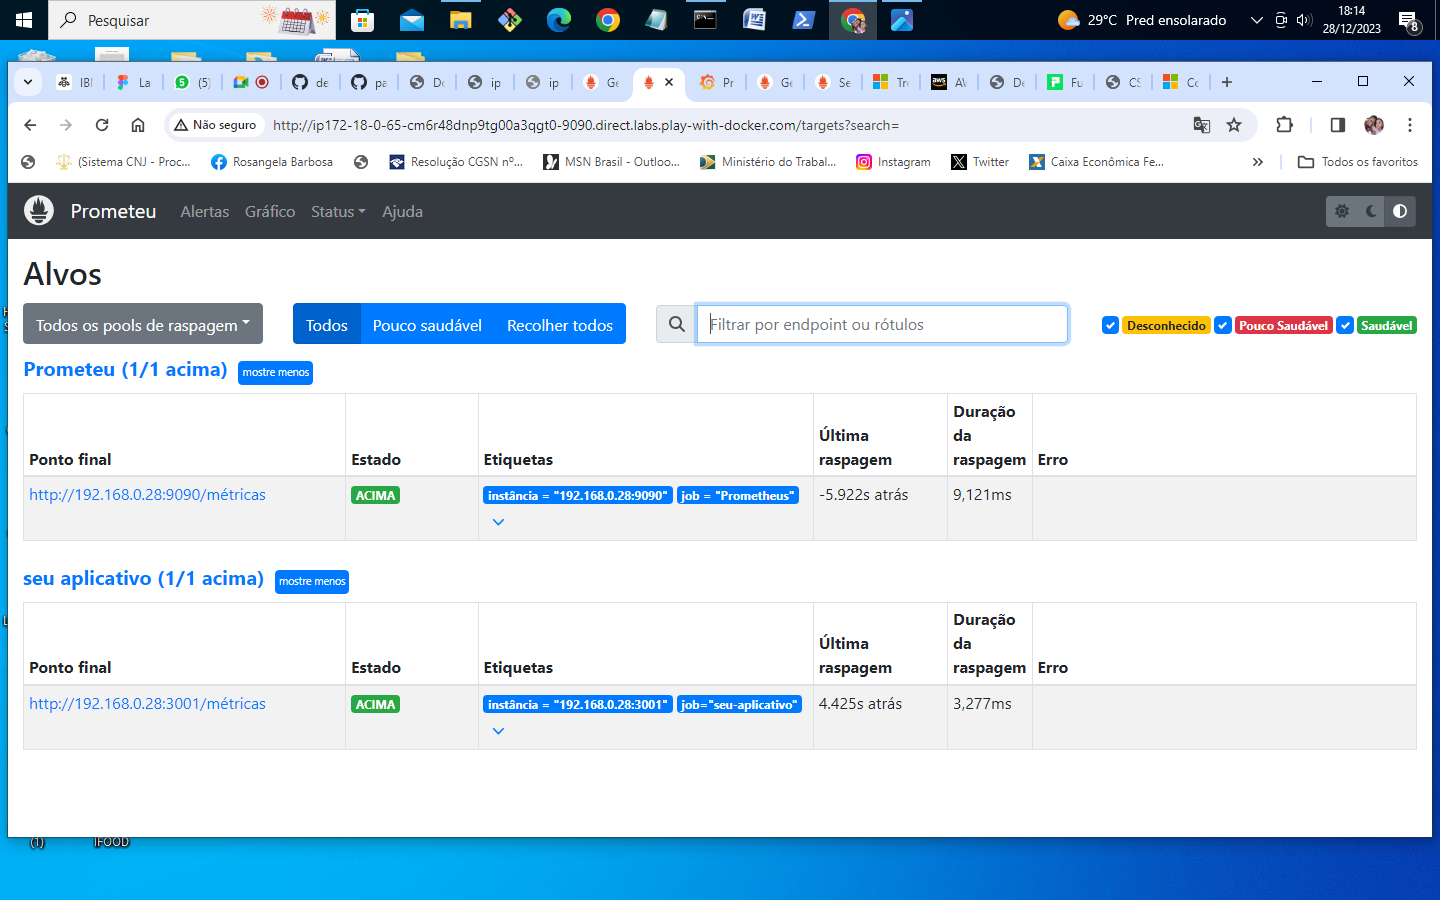 Pesquisar
29°C Pred ensolarado
18:14
28/12/2023
8
IBI
La
(5)
de
pa
Dc
ip
ip
Ge
Pr
Ge
Se
Tr
AV
De
Fu
CS
Cc
Não seguro
http://ip172-18-0-65-cm6r48dnp9tg00a3qgt0-9090.direct.labs.play-with-docker.com/targets?search=
(Sistema CNJ - Proc...
Rosangela Barbosa
Resolução CGSN nº...
MSN Brasil - Outloo...
Ministério do Trabal...
Instagram
Twitter
Caixa Econômica Fe...
Todos os favoritos
Prometeu
Alertas
Gráfico
Status
Ajuda
Alvos
Todos os pools de raspagem
Todos
Pouco saudável
Recolher todos
Filtrar por endpoint ou rótulos
Desconhecido
Pouco Saudável
Saudável
Prometeu (1/1 acima) mostre menos
Ponto final
Estado
Etiquetas
Última raspagem
Duração da raspagem
Erro
http://192.168.0.28:9090/métricas
ACIMA
instância = "192.168.0.28:9090" job = "Prometheus"
-5.922s atrás
9,121ms
seu aplicativo (1/1 acima) mostre menos
Ponto final
Estado
Etiquetas
Última raspagem
Duração da raspagem
Erro
http://192.168.0.28:3001/métricas
ACIMA
instância = "192.168.0.28:3001" job="seu-aplicativo"
4.425s atrás
3,277ms
(1)
IFOOD